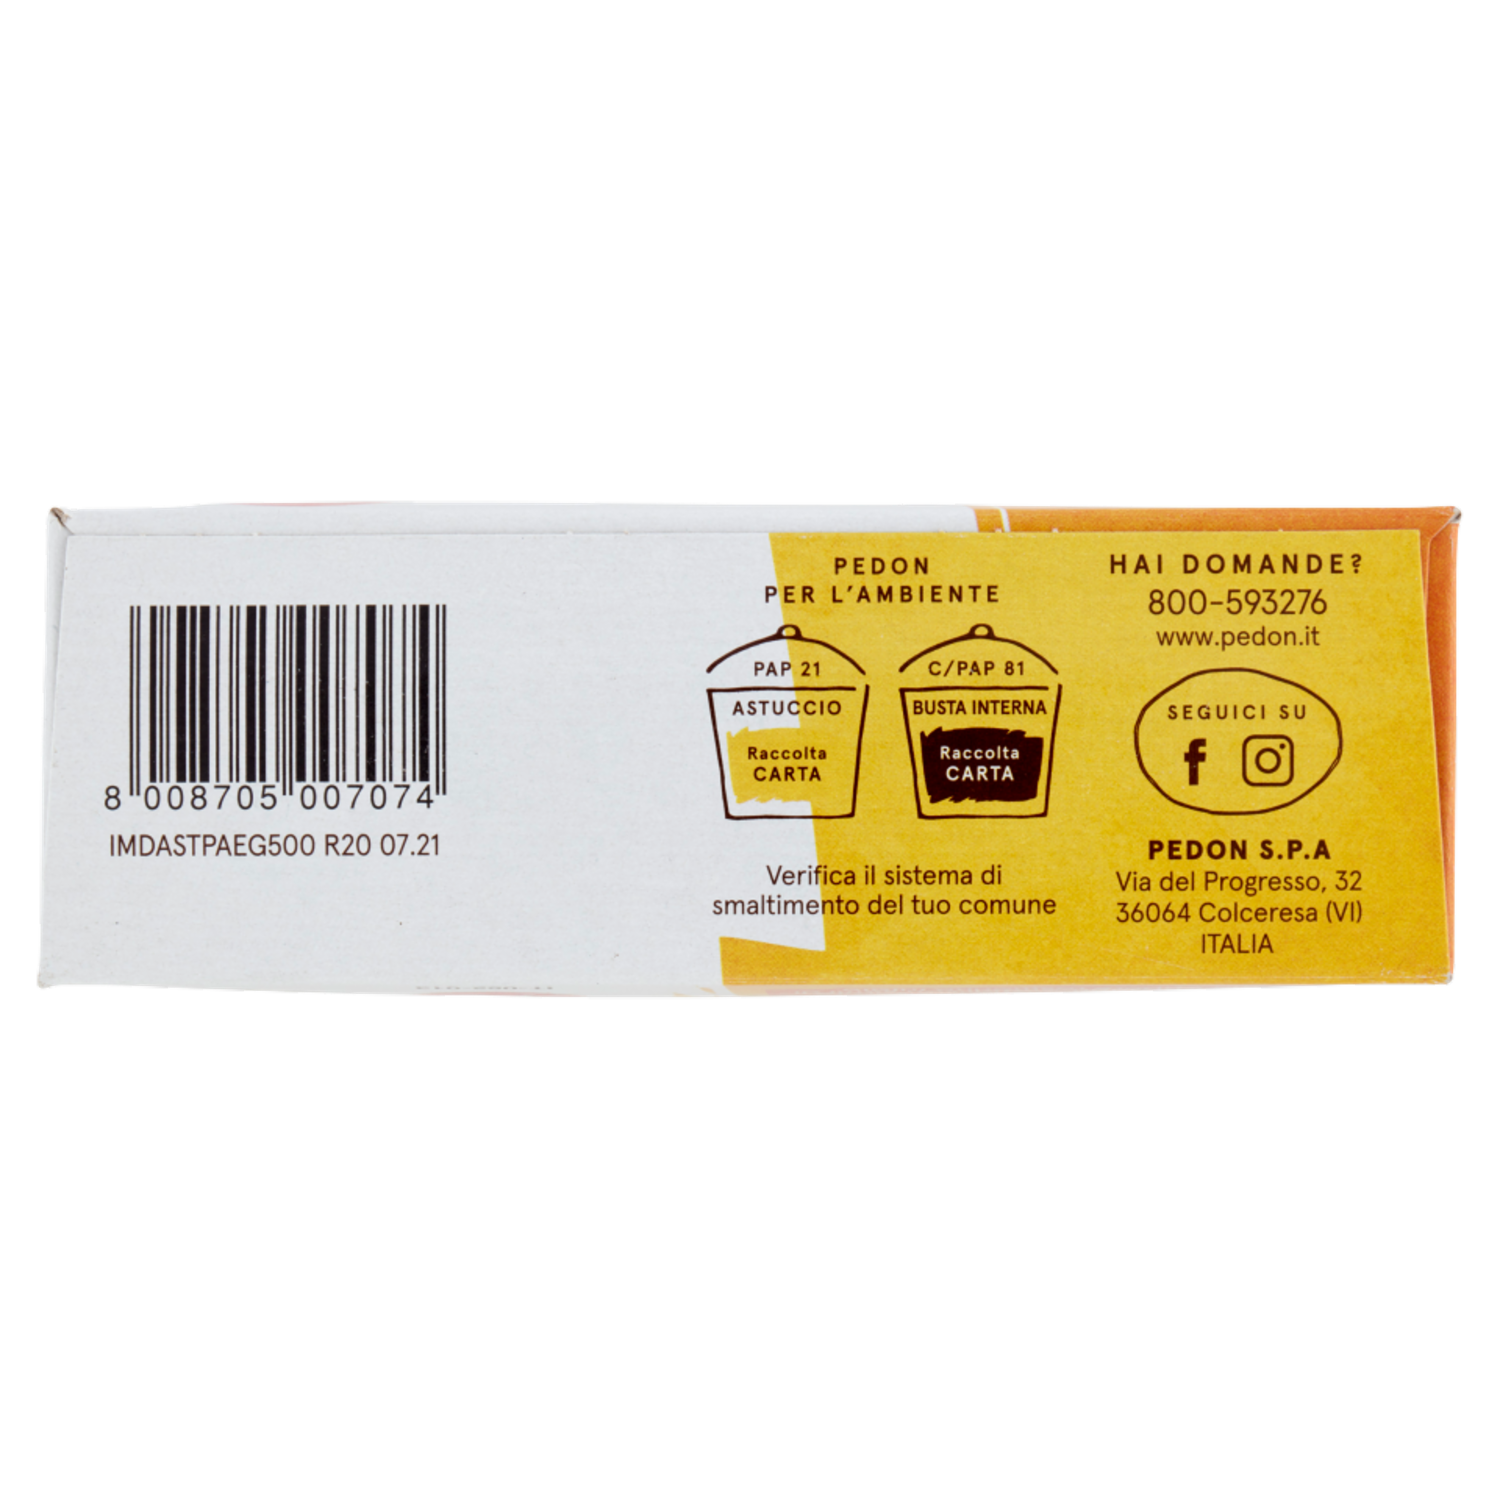 8 008705 007074
IMDASTPAEG500 R20 07.21
PEDON
PER L'AMBIENTE
PAP 21
ASTUCCIO
Raccolta
CARTA
C/PAP 81
BUSTA INTERNA
Raccolta
CARTA
Verifica il sistema di
smaltimento del tuo comune
HAI DOMANDE?
800-593276
www.pedon.it
SEGUICI SU
PEDON S.P.A
Via del Progresso, 32
36064 Colceresa (VI)
ITALIA